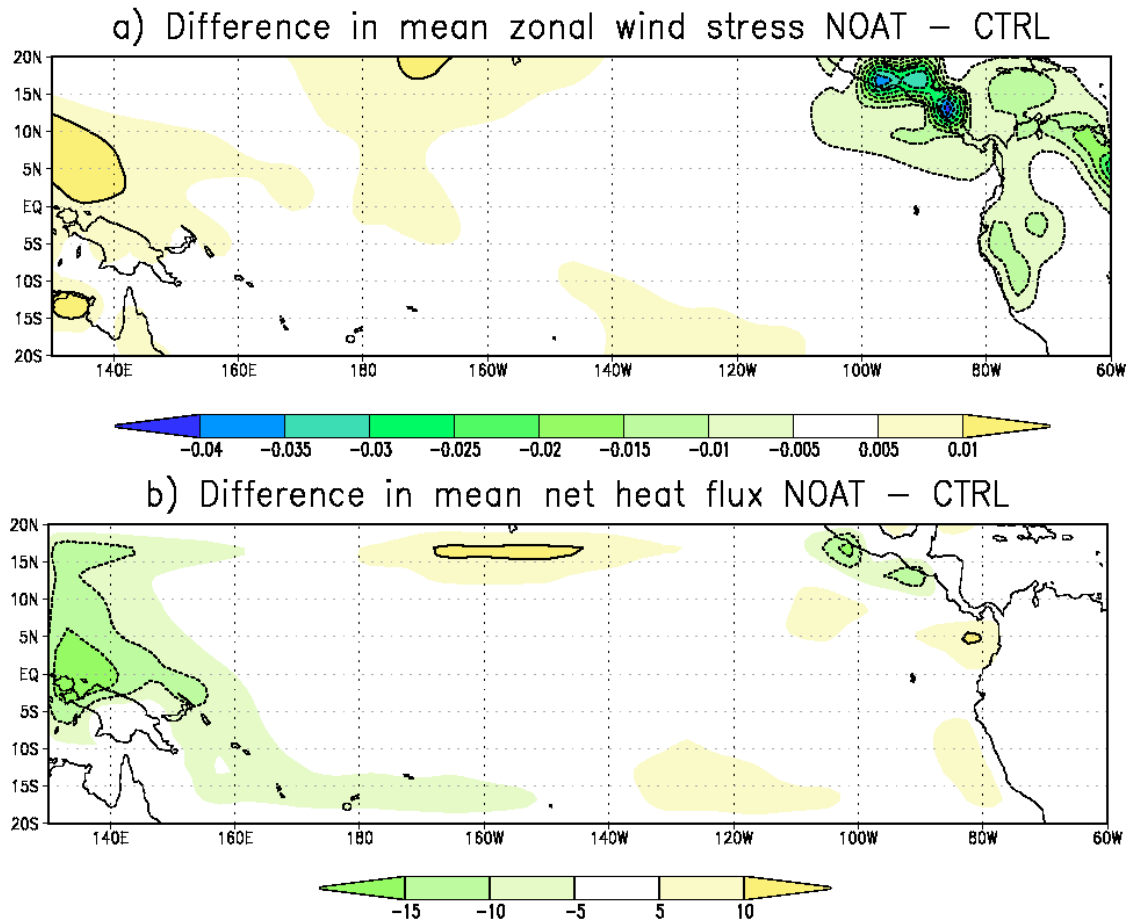 a) Difference in mean zonal wind stress NOAT − CTRL
20N
15N
10N
5N
EQ
5S
10S
15S
20S
140E 160E 180 160W 140W 120W 100W 80W 60W
−0.04 −0.035 −0.03 −0.025 −0.02 −0.015 −0.01 −0.005 0.005 0.01
b) Difference in mean net heat flux NOAT − CTRL
20N
15N
10N
5N
EQ
5S
10S
15S
20S
140E 160E 180 160W 140W 120W 100W 80W 60W
−15 −10 −5 5 10